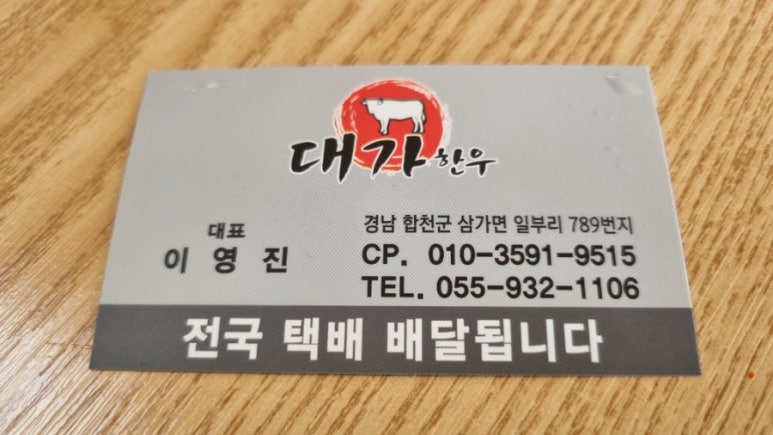 대가한우
경남 합천군 삼가면 일부리 789번지
대표
이 영 진
CP. 010-3591-9515
TEL. 055-932-1106
전국 택배 배달됩니다